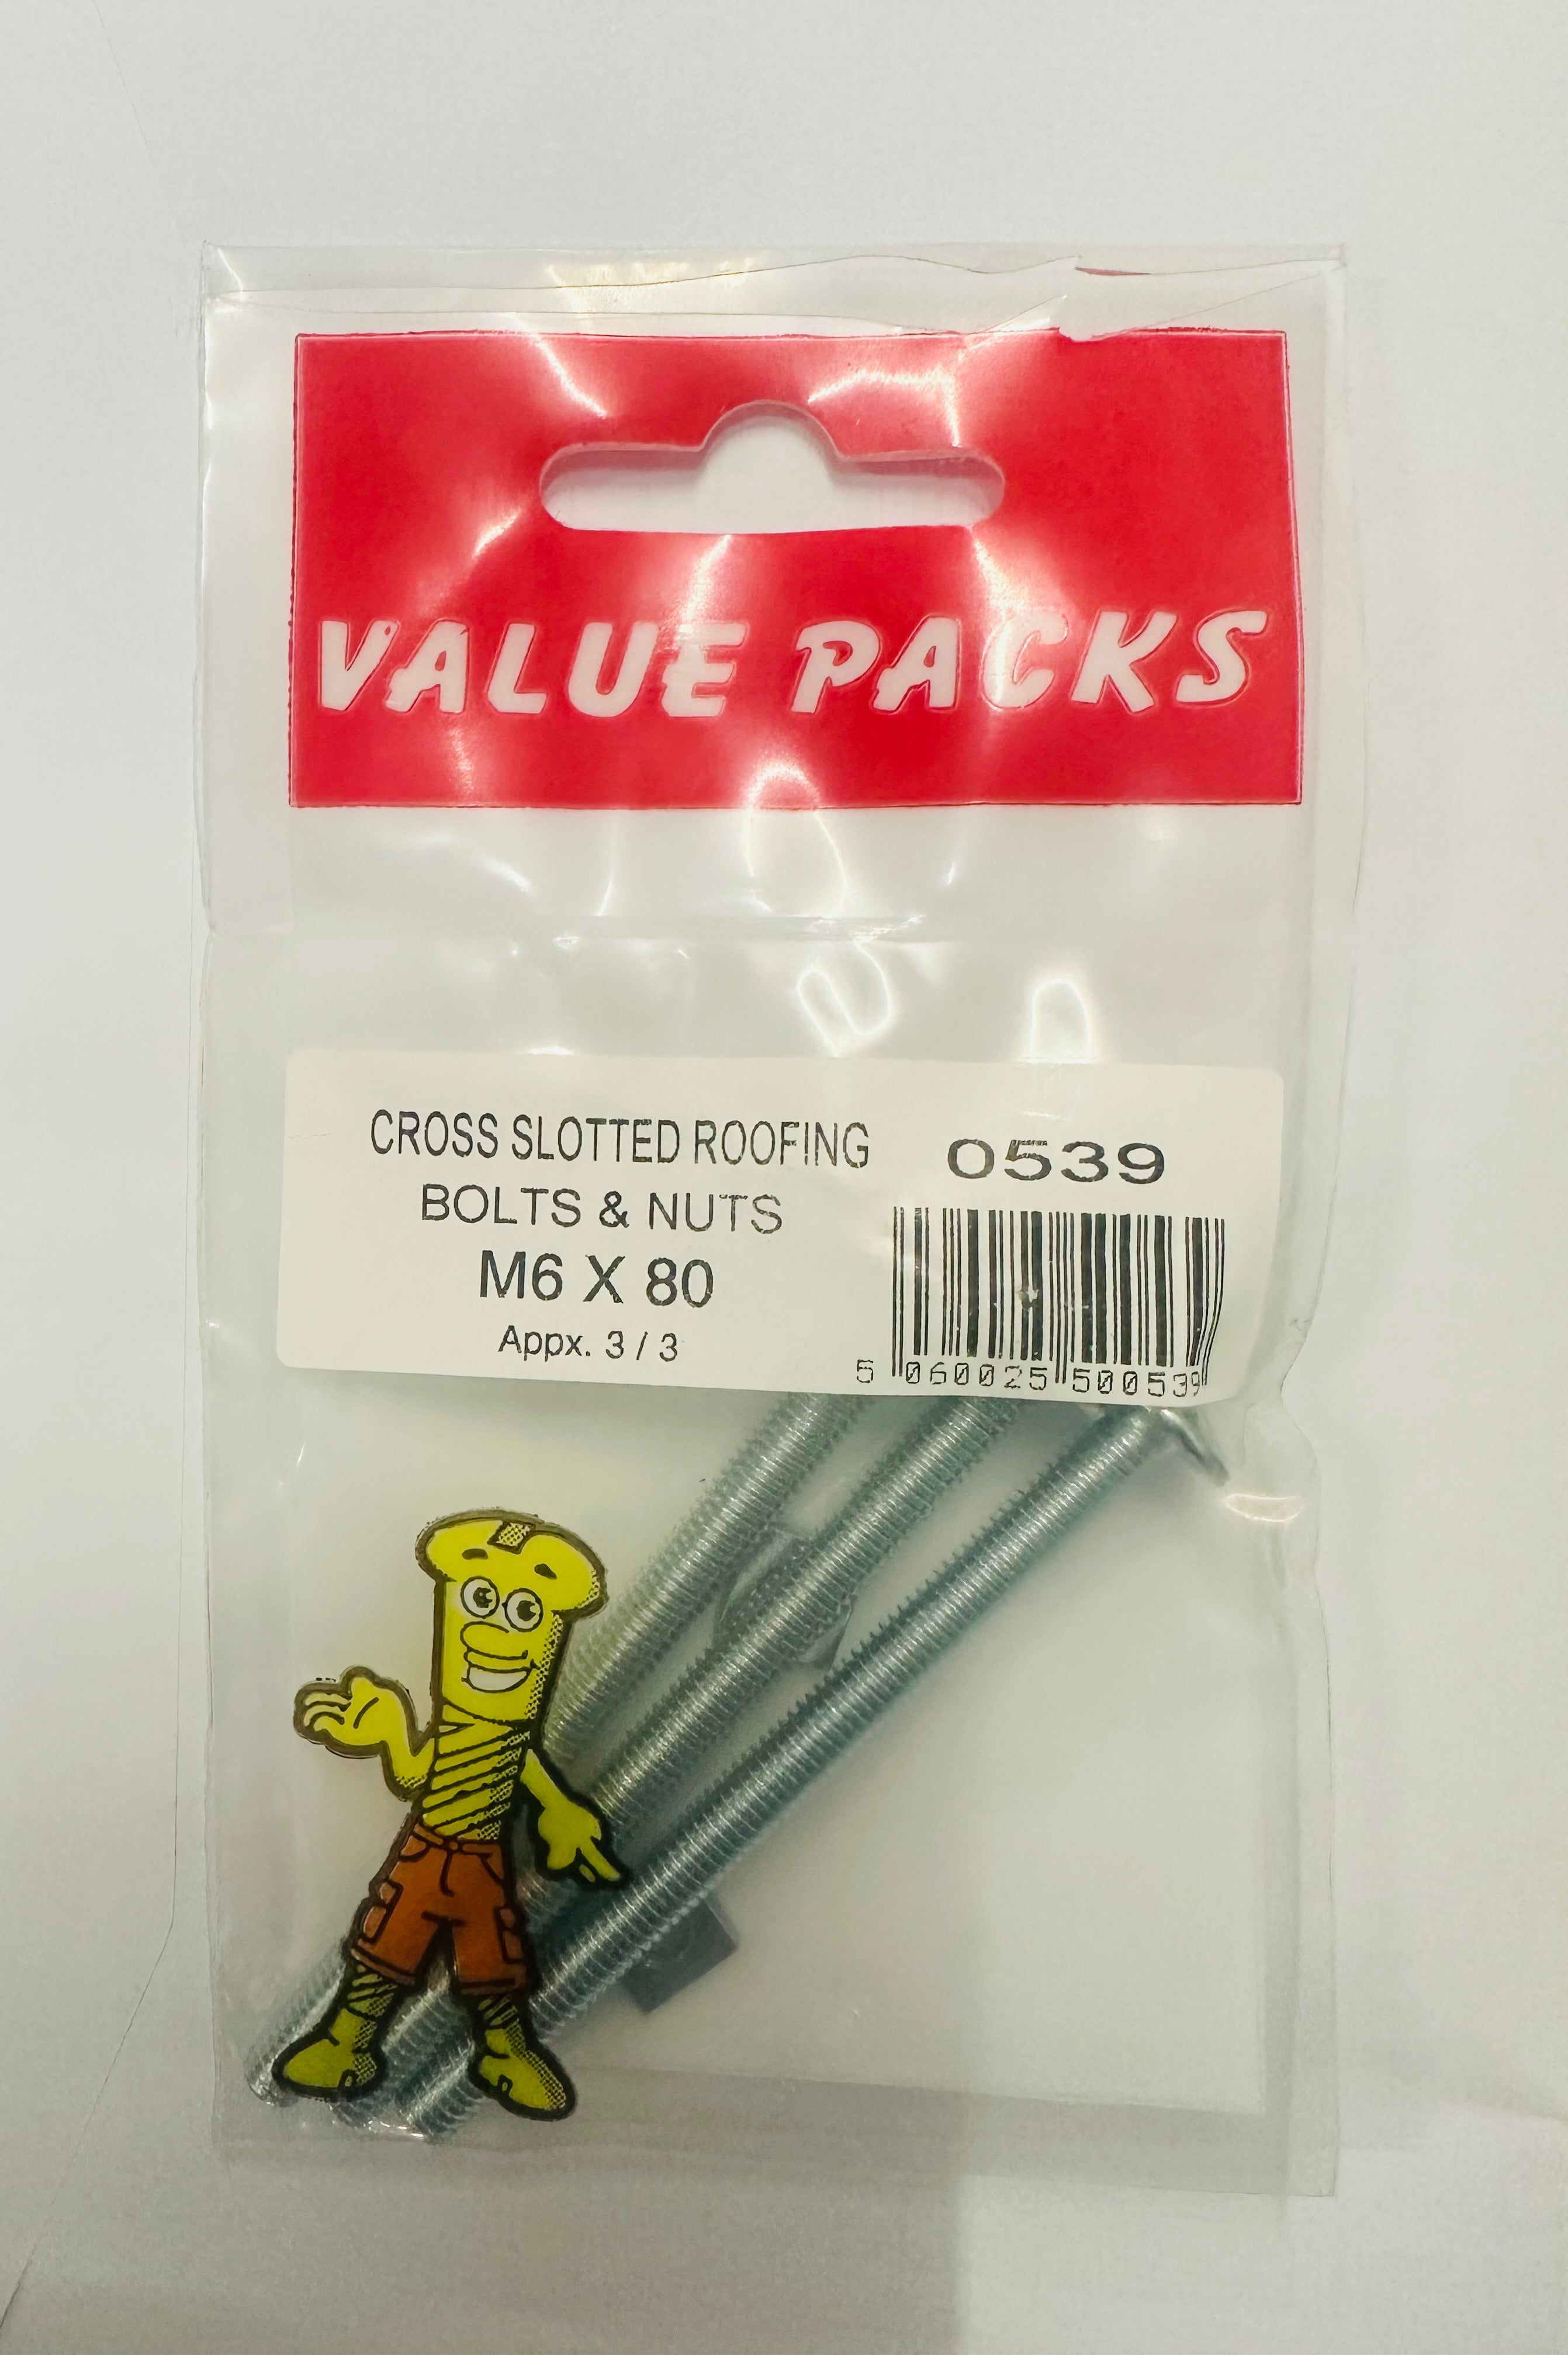 VALUE PACKS
CROSS SLOTTED ROOFING
BOLTS & NUTS
M6 X 80
Appx. 3 / 3
0539
5 060025 500539